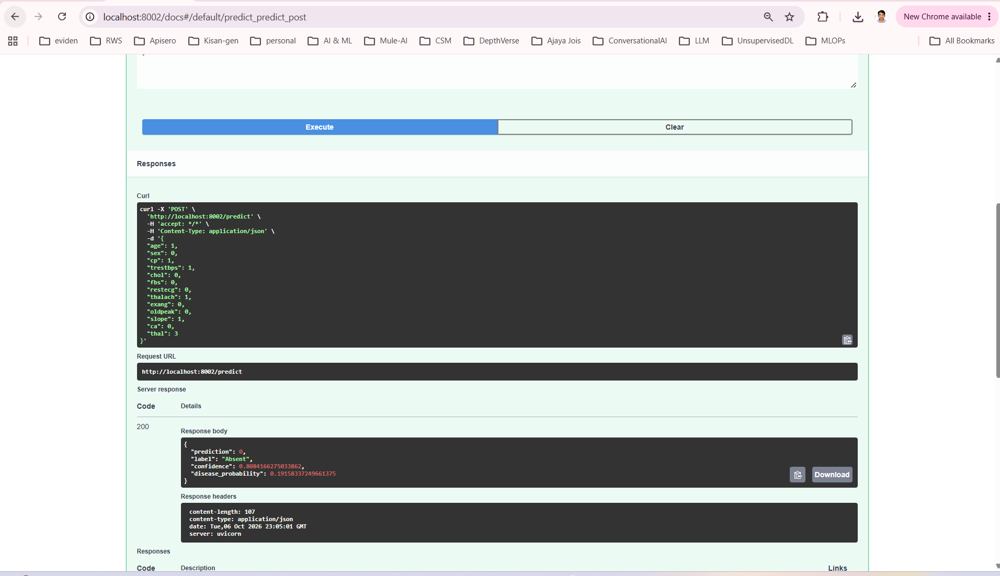 localhost:8002/docs#/default/predict_predict_post
New Chrome available
eviden RWS Apisero Kisan-gen personal AI & ML Mule-AI CSM DepthVerse Ajaya Jois ConversationalAI LLM UnsupervisedDL MLOPs All Bookmarks
Execute Clear
Responses
Curl
curl -X 'POST' \
'http://localhost:8002/predict' \
-H 'accept: */*' \
-H 'Content-Type: application/json' \
-d '{
"age": 1,
"sex": 0,
"cp": 1,
"trestbps": 1,
"chol": 0,
"fbs": 0,
"restecg": 0,
"thalach": 1,
"exang": 0,
"oldpeak": 0,
"slope": 1,
"ca": 0,
"thal": 3
}'
Request URL
http://localhost:8002/predict
Server response
Code Details
200
Response body
{
"prediction": 0,
"label": "Absent",
"confidence": 0.8084166275033862,
"disease_probability": 0.19158337249661375
}
Download
Response headers
content-length: 107
content-type: application/json
date: Tue,06 Oct 2026 23:05:01 GMT
server: uvicorn
Responses
Code Description Links